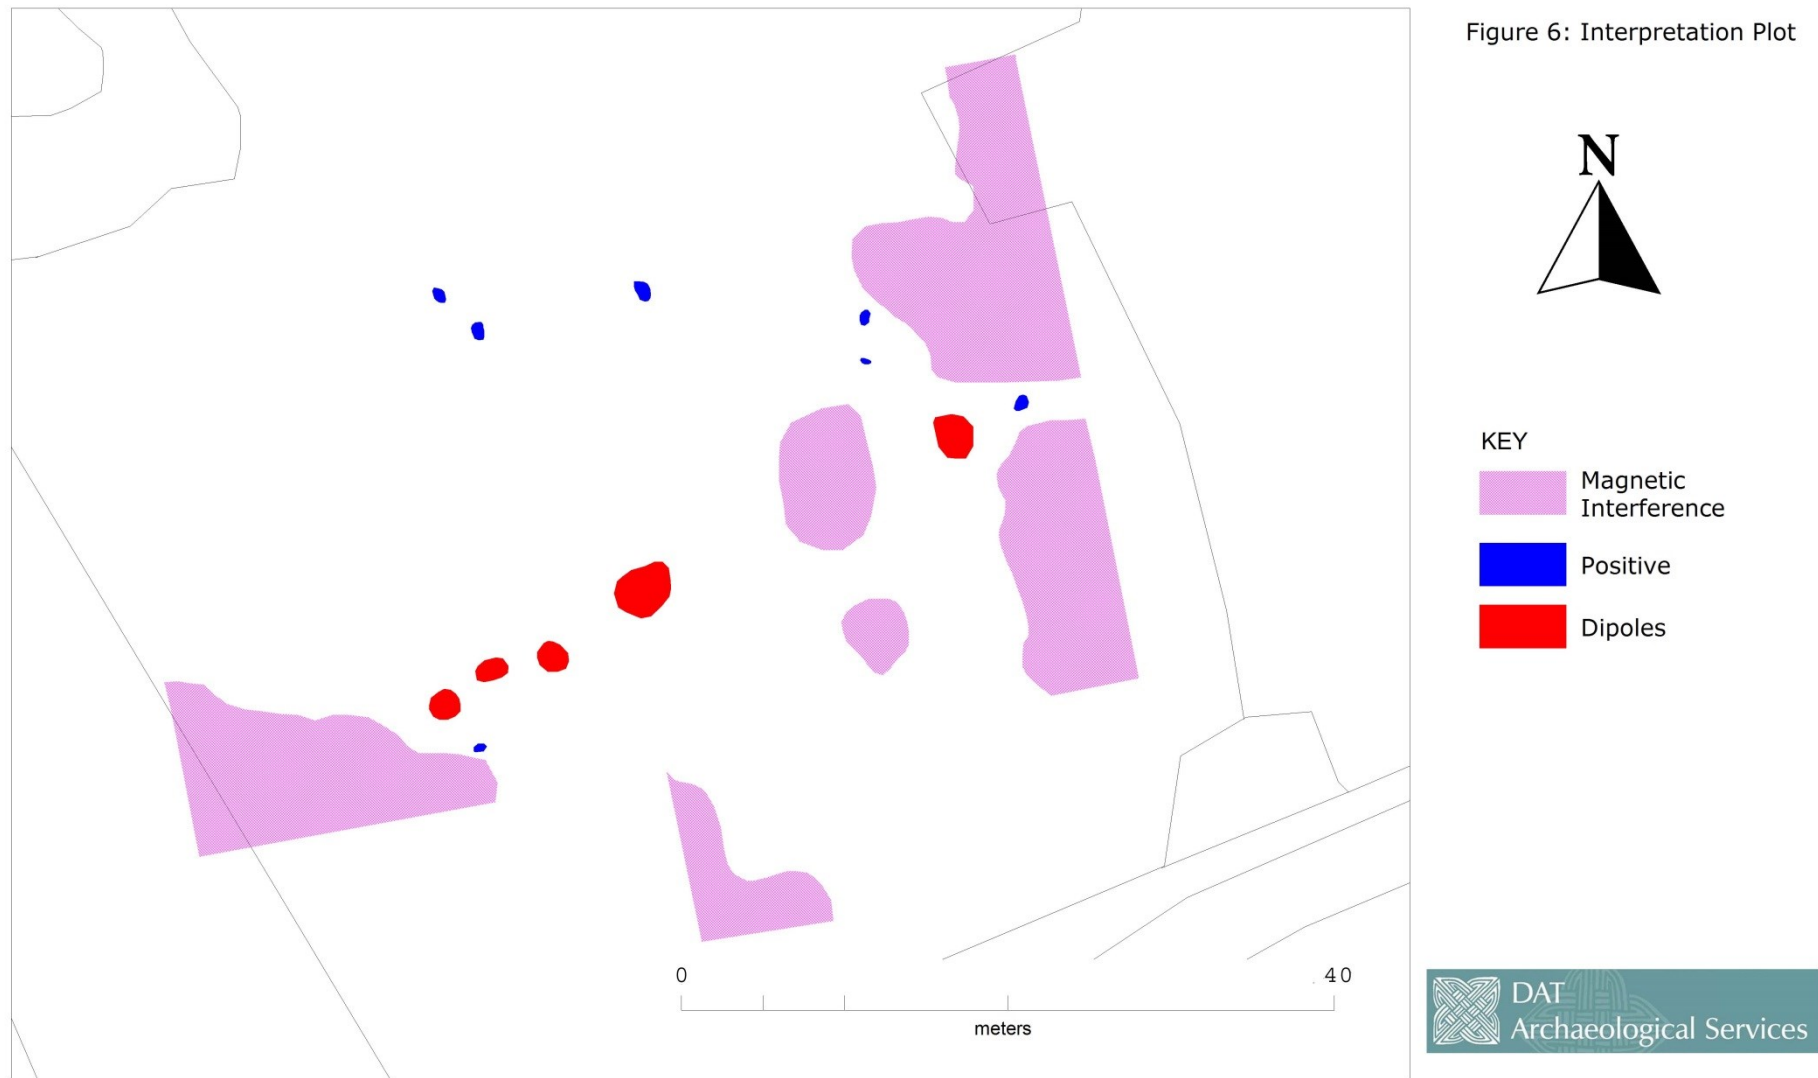 Figure 6: Interpretation Plot
N
KEY
Magnetic
Interference
Positive
Dipoles
0
40
meters
DAT
Archaeological Services